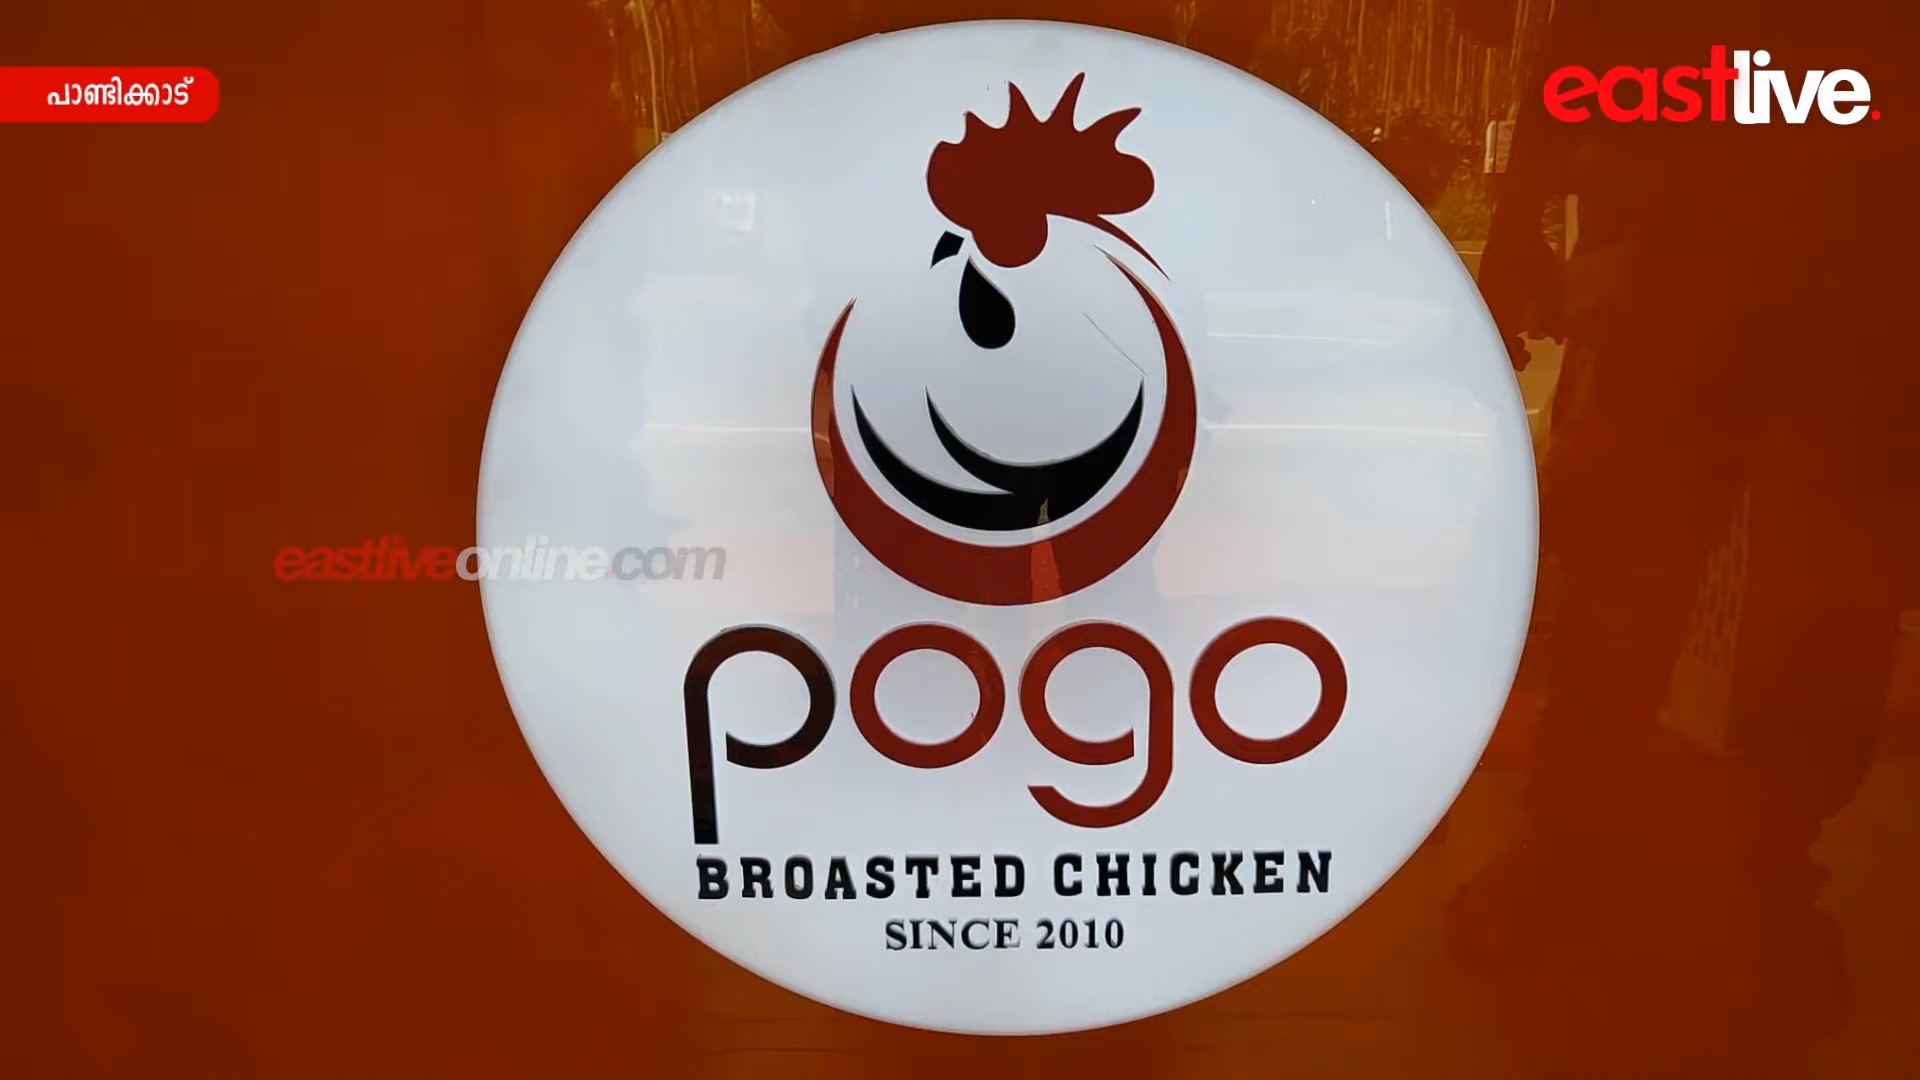 പാണ്ടിക്കാട്
eastlive.
eastliveonline.com
pogo
BROASTED CHICKEN
SINCE 2010